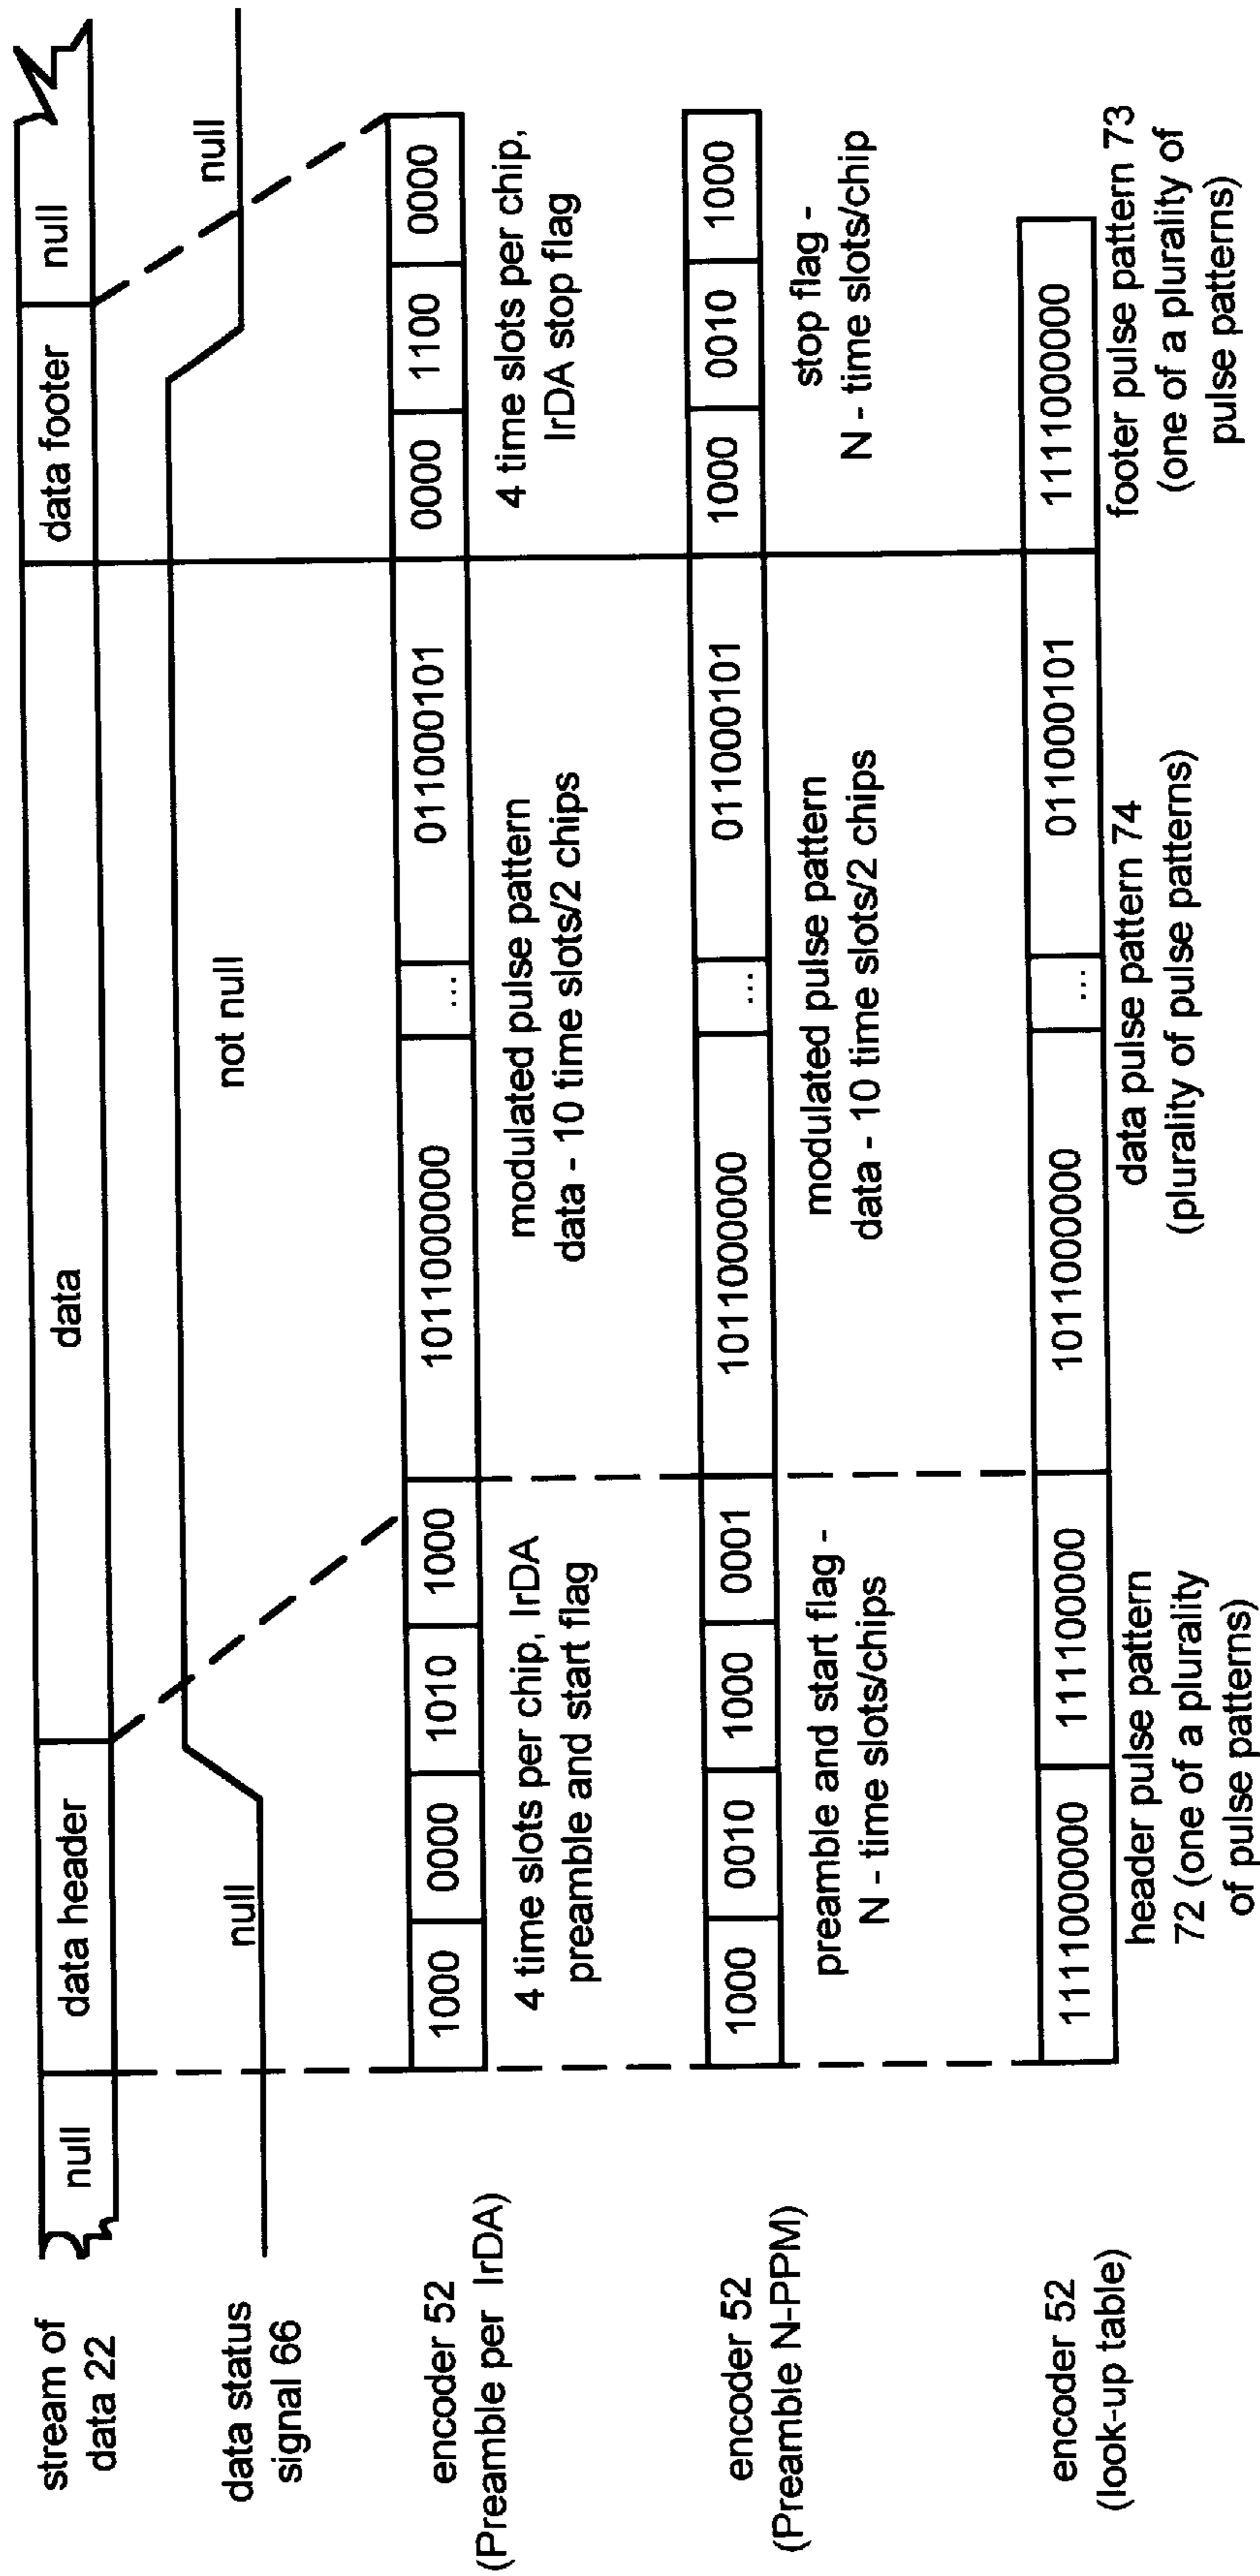 stream of
data 22
null
data header
data
data footer
null
data status
signal 66
null
not null
null
encoder 52
(Preamble per IrDA)
1000
0000
1010
1000
1011000000
...
011000101
0000
1100
0000
4 time slots per chip, IrDA
preamble and start flag
modulated pulse pattern
data - 10 time slots/2 chips
4 time slots per chip,
IrDA stop flag
encoder 52
(Preamble N-PPM)
1000
0010
1000
0001
1011000000
...
011000101
1000
0010
1000
preamble and start flag -
N - time slots/chips
modulated pulse pattern
data - 10 time slots/2 chips
stop flag -
N - time slots/chip
encoder 52
(look-up table)
1111000000
111100000
1011000000
...
011000101
1111000000
header pulse pattern
72 (one of a plurality
of pulse patterns)
data pulse pattern 74
(plurality of pulse patterns)
footer pulse pattern 73
(one of a plurality of
pulse patterns)